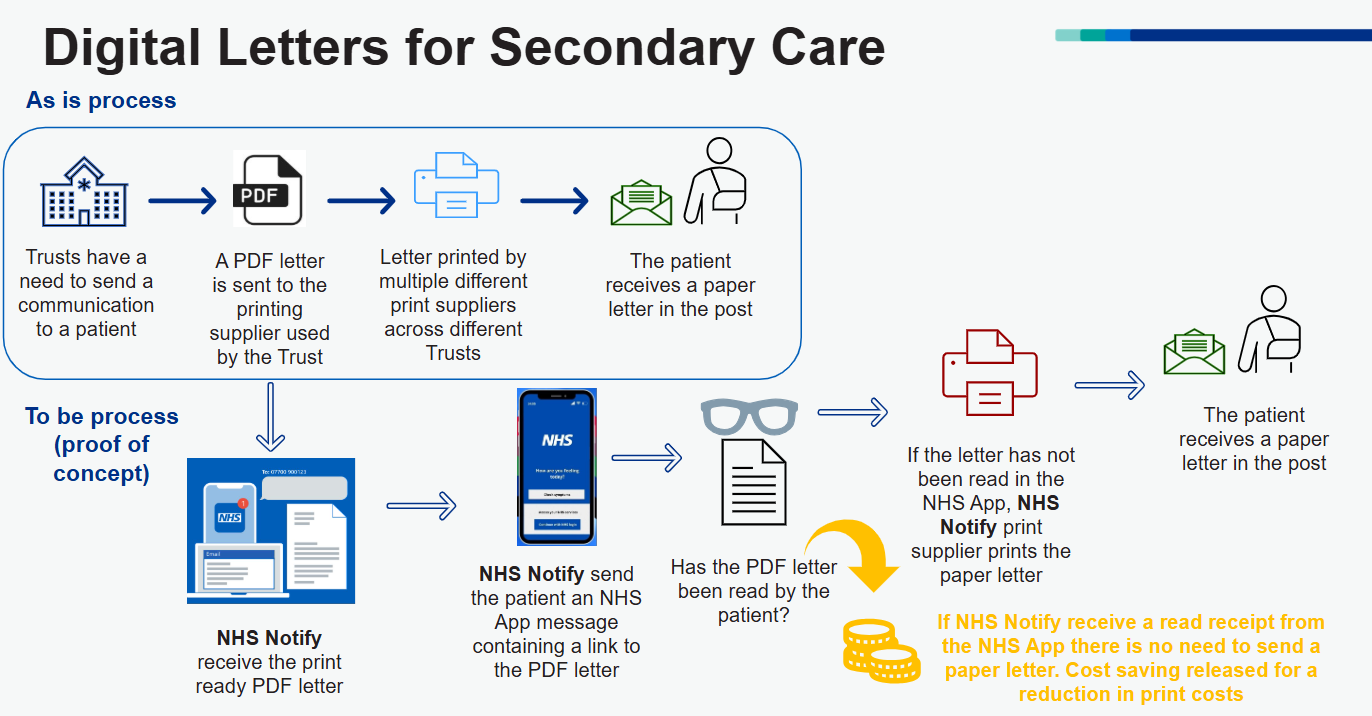 Digital Letters for Secondary Care
As is process
PDF
Trusts have a
need to send a
communication
to a patient
A PDF letter
is sent to the
printing
supplier used
by the Trust
Letter printed by
multiple different
print suppliers
across different
Trusts
The patient
receives a paper
letter in the post
To be process
(proof of
concept)
To: 07700 900123
1
NHS
Email
NHS Notify
receive the print
ready PDF letter
NHS
How are you feeling
today?
Check symptoms
Continue with NHS login
NHS Notify send
the patient an NHS
App message
containing a link to
the PDF letter
Has the PDF letter
been read by the
patient?
If the letter has not
been read in the
NHS App, NHS
Notify print
supplier prints the
paper letter
The patient
receives a paper
letter in the post
If NHS Notify receive a read receipt from
the NHS App there is no need to send a
paper letter. Cost saving released for a
reduction in print costs